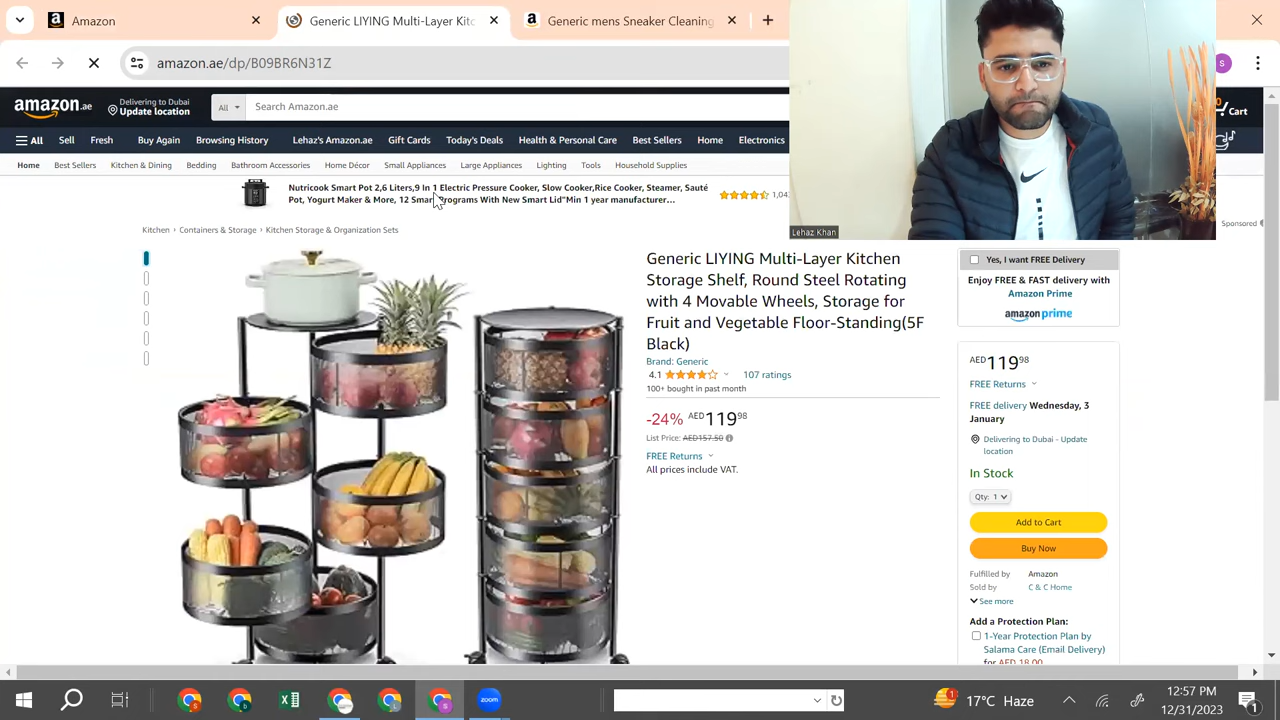 Amazon
Generic LIYING Multi-Layer Kitc
Generic mens Sneaker Cleaning
amazon.ae/dp/B09BR6N31Z
s
amazon.ae
Delivering to Dubai
Update location
All
Search Amazon.ae
Cart
All
Sell
Fresh
Buy Again
Browsing History
Lehaz's Amazon.ae
Gift Cards
Today's Deals
Health & Personal Care
Best Sellers
Home
Electronics
Home
Best Sellers
Kitchen & Dining
Bedding
Bathroom Accessories
Home Décor
Small Appliances
Large Appliances
Lighting
Tools
Household Supplies
Nutricook Smart Pot 2,6 Liters,9 In 1 Electric Pressure Cooker, Slow Cooker,Rice Cooker, Steamer, Sauté
Pot, Yogurt Maker & More, 12 Smart Programs With New Smart Lid"Min 1 year manufacturer...
1,04
Lehaz Khan
Sponsored
Kitchen › Containers & Storage › Kitchen Storage & Organization Sets
Generic LIYING Multi-Layer Kitchen
Storage Shelf, Round Steel Rotating
with 4 Movable Wheels, Storage for
Fruit and Vegetable Floor-Standing(5F
Black)
Brand: Generic
4.1
107 ratings
100+ bought in past month
-24% AED11998
List Price: AED157.50
FREE Returns
All prices include VAT.
Yes, I want FREE Delivery
Enjoy FREE & FAST delivery with
Amazon Prime
amazon prime
AED11998
FREE Returns
FREE delivery Wednesday, 3
January
Delivering to Dubai - Update
location
In Stock
Qty: 1
Add to Cart
Buy Now
Fulfilled by Amazon
Sold by C & C Home
See more
Add a Protection Plan:
1-Year Protection Plan by
Salama Care (Email Delivery)
for AED 18.00
zoom
1
17°C Haze
12:57 PM
12/31/2023
1